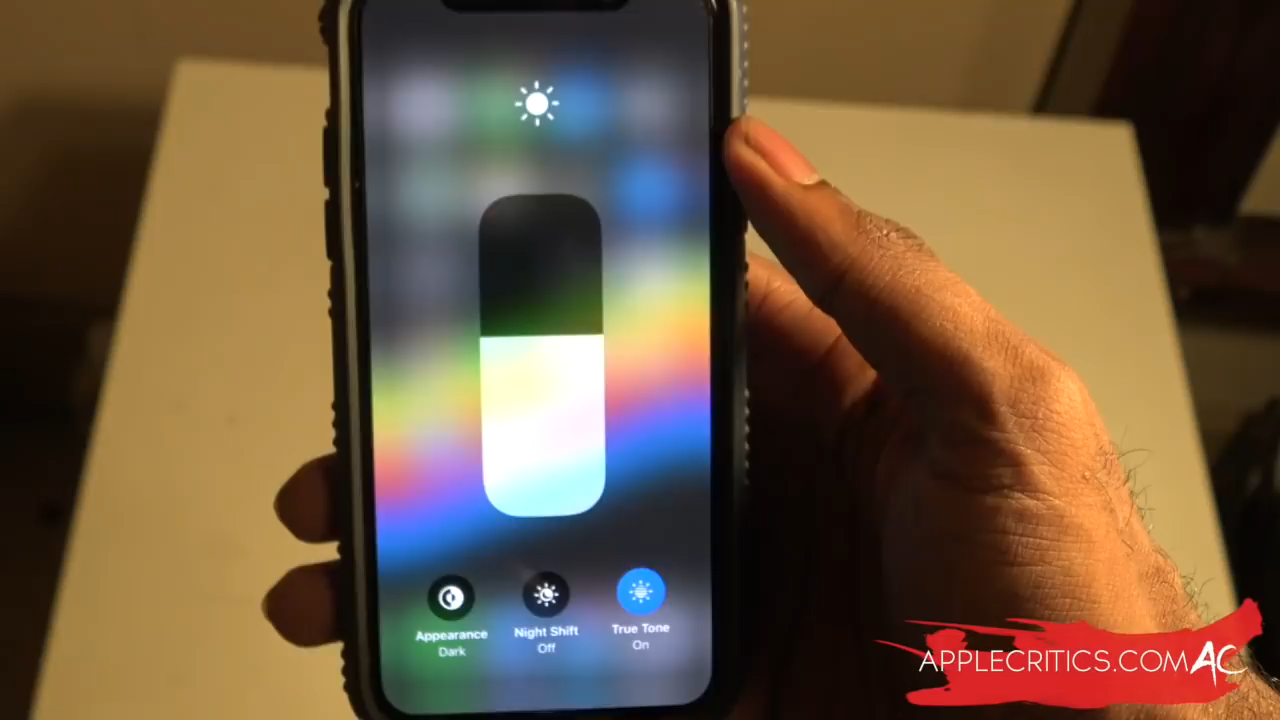 Appearance
Dark
Night Shift
Off
True Tone
On
APPLECRITICS.COM AC